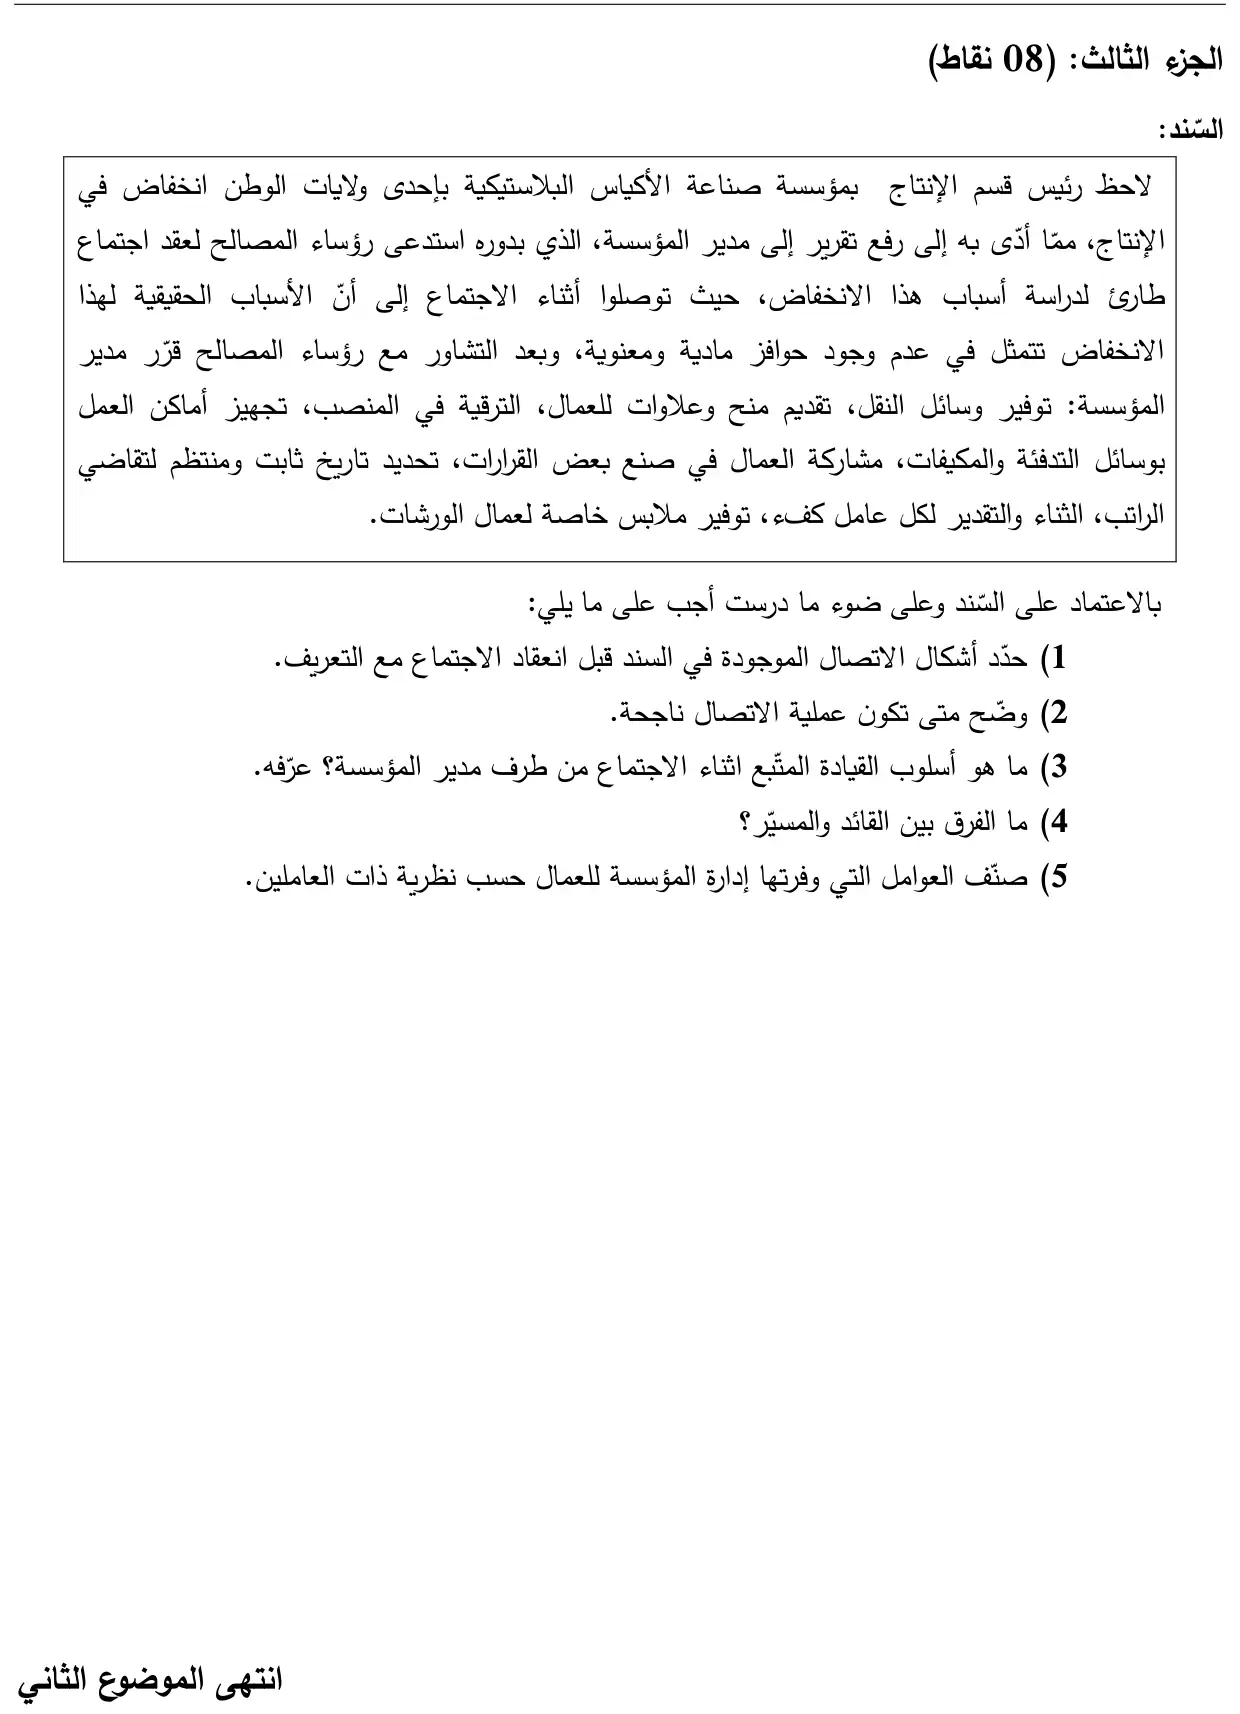 الجزء الثالث: (08 نقاط)
السّند:
لاحظ رئيس قسم الإنتاج بمؤسسة صناعة الأكياس البلاستيكية بإحدى ولايات الوطن انخفاض في
الإنتاج، ممّا أدّى به إلى رفع تقرير إلى مدير المؤسسة، الذي بدوره استدعى رؤساء المصالح لعقد اجتماع
طارئ لدراسة أسباب هذا الانخفاض، حيث توصلوا أثناء الاجتماع إلى أنّ الأسباب الحقيقية لهذا
الانخفاض تتمثل في عدم وجود حوافز مادية ومعنوية، وبعد التشاور مع رؤساء المصالح قرّر مدير
المؤسسة: توفير وسائل النقل، تقديم منح وعلاوات للعمال، الترقية في المنصب، تجهيز أماكن العمل
بوسائل التدفئة والمكيفات، مشاركة العمال في صنع بعض القرارات، تحديد تاريخ ثابت ومنتظم لتقاضي
الراتب، الثناء والتقدير لكل عامل كفء، توفير ملابس خاصة لعمال الورشات.
بالاعتماد على السّند وعلى ضوء ما درست أجب على ما يلي:
1) حدّد أشكال الاتصال الموجودة في السند قبل انعقاد الاجتماع مع التعريف.
2) وضّح متى تكون عملية الاتصال ناجحة.
3) ما هو أسلوب القيادة المتّبع اثناء الاجتماع من طرف مدير المؤسسة؟ عرّفه.
4) ما الفرق بين القائد والمسيّر؟
5) صنّف العوامل التي وفرتها إدارة المؤسسة للعمال حسب نظرية ذات العاملين.
انتهى الموضوع الثاني